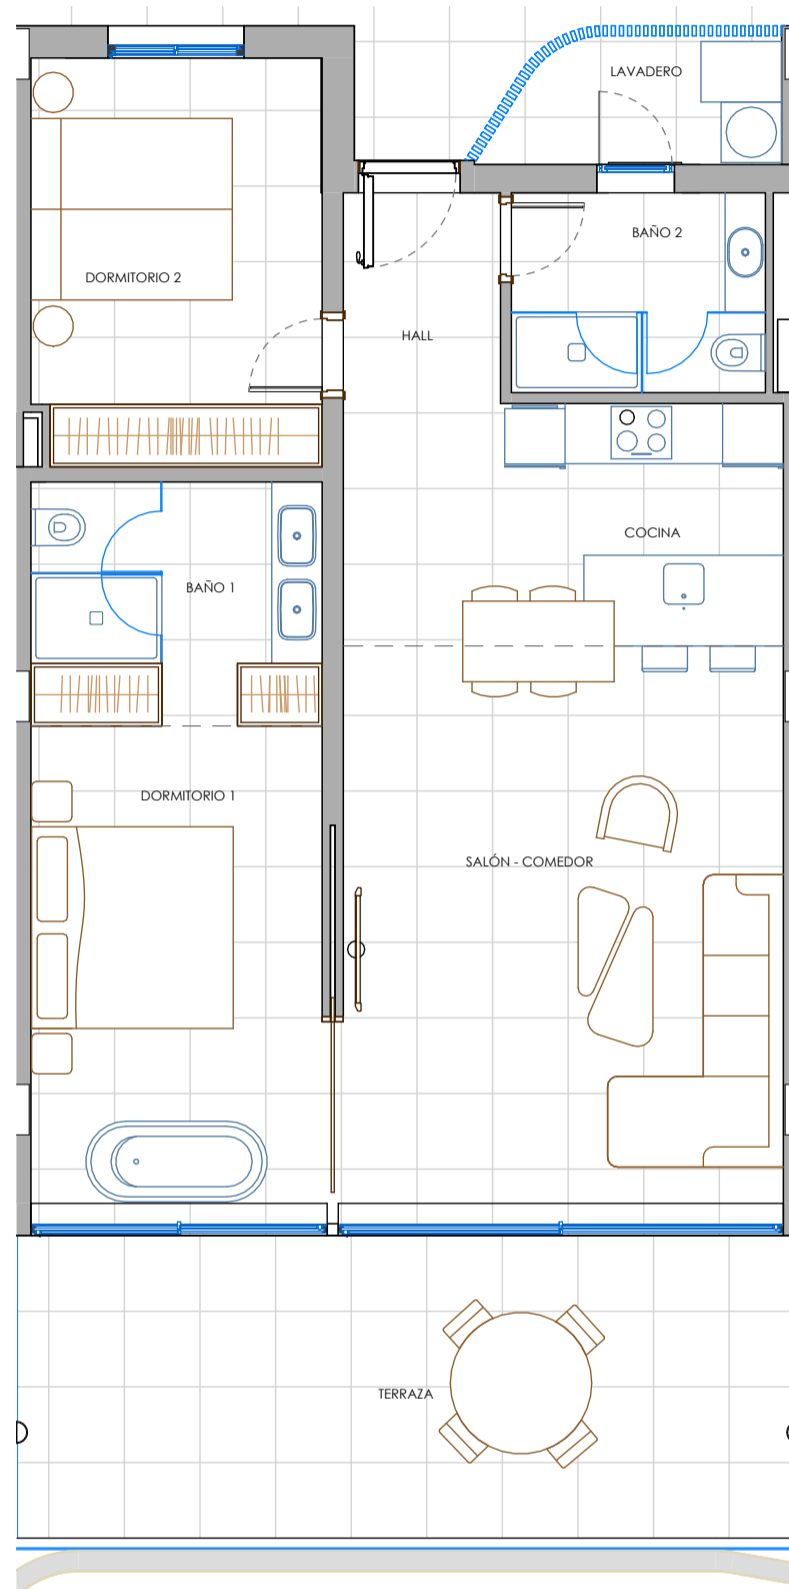 LAVADERO
BAÑO 2
DORMITORIO 2
HALL
COCINA
BAÑO 1
DORMITORIO 1
SALÓN - COMEDOR
TERRAZA